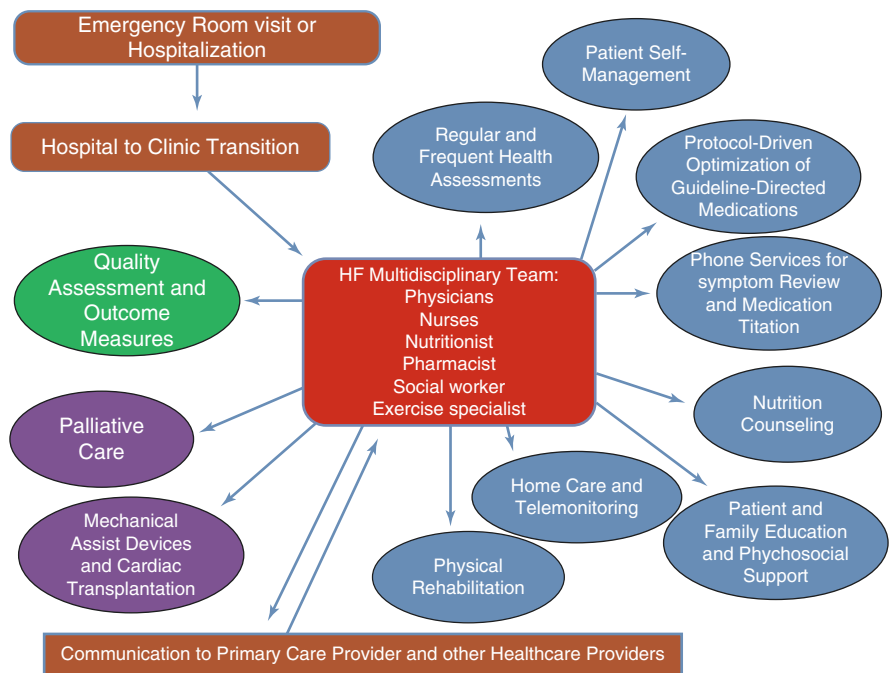 Emergency Room visit or
Hospitalization
Hospital to Clinic Transition
Patient Self-
Management
Regular and
Frequent Health
Assessments
Protocol-Driven
Optimization of
Guideline-Directed
Medications
Quality
Assessment and
Outcome
Measures
HF Multidisciplinary Team:
Physicians
Nurses
Nutritionist
Pharmacist
Social worker
Exercise specialist
Phone Services for
symptom Review
and Medication
Titation
Palliative
Care
Nutrition
Counseling
Mechanical
Assist Devices
and Cardiac
Transplantation
Home Care and
Telemonitoring
Physical
Rehabilitation
Patient and
Family Education
and Phychosocial
Support
Communication to Primary Care Provider and other Healthcare Providers